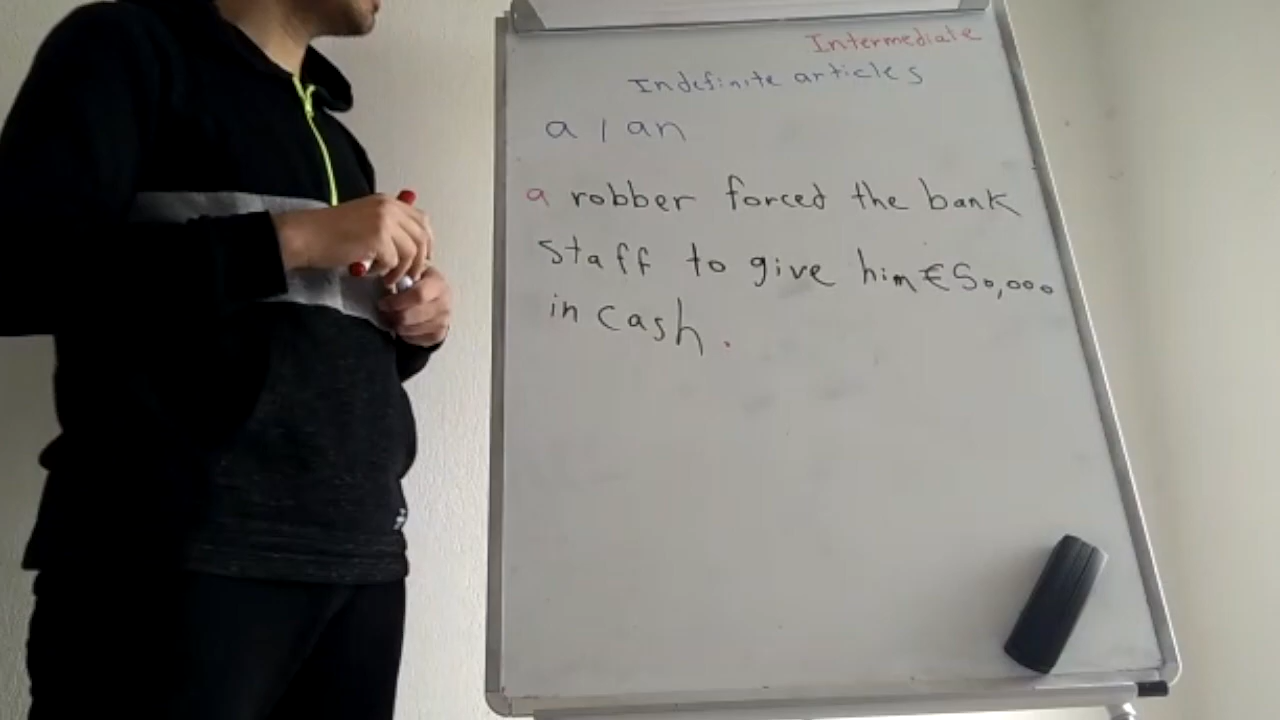 Intermediate
Indefinite articles
a / an
a robber forced the bank
staff to give him €50,000
in cash.